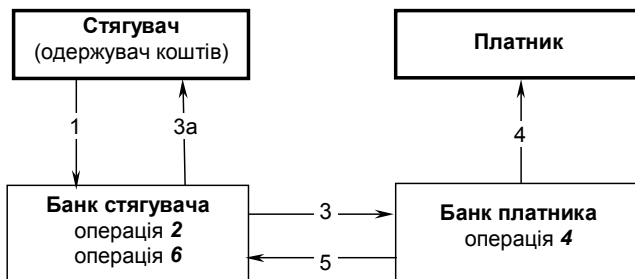 Стягувач
(одержувач коштів)
Платник
1
3а
4
Банк стягувача
операція 2
операція 6
3
5
Банк платника
операція 4